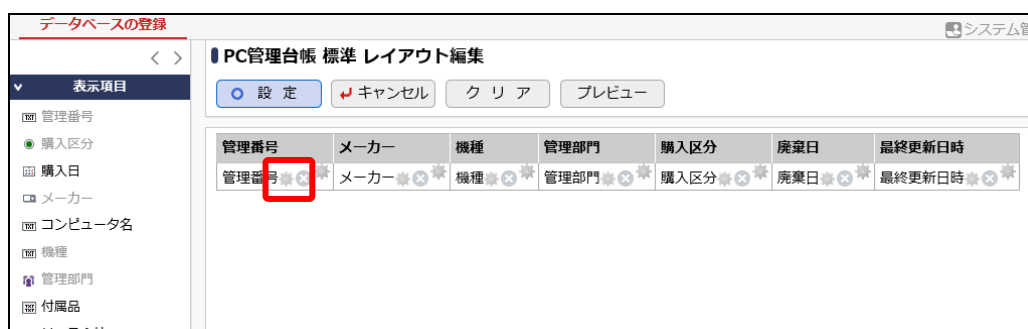 データベースの登録
システム管
表示項目
管理番号
購入区分
購入日
メーカー
コンピュータ名
機種
管理部門
付属品
PC管理台帳 標準 レイアウト編集
設 定 キャンセル ク リ ア プレビュー
管理番号 メーカー 機種 管理部門 購入区分 廃棄日 最終更新日時
管理番号 メーカー 機種 管理部門 購入区分 廃棄日 最終更新日時